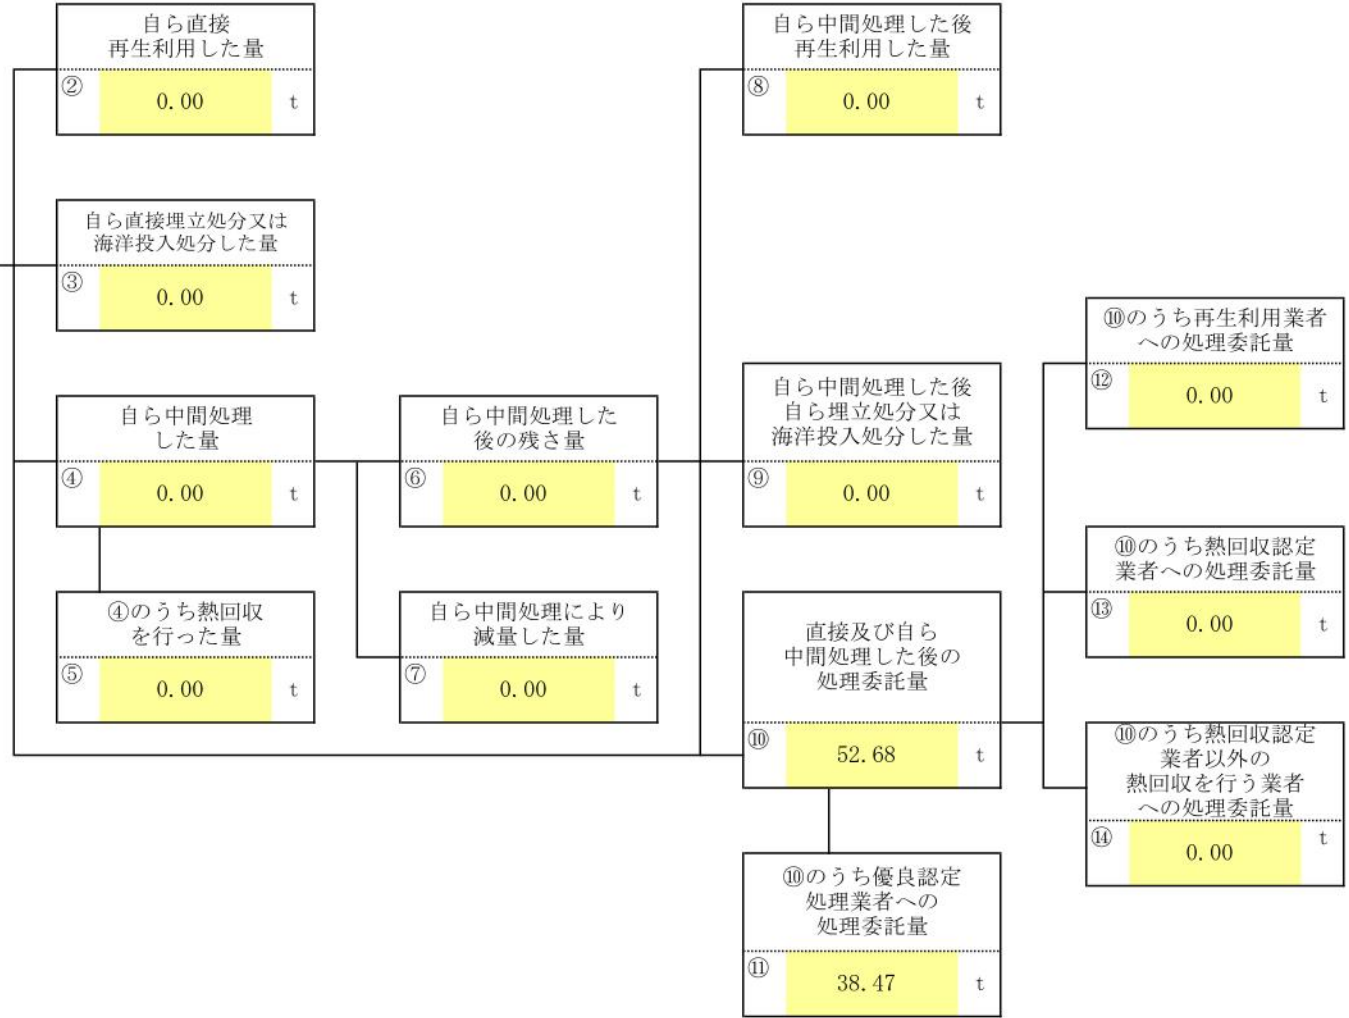 自ら直接
再生利用した量
② 0.00 t
自ら中間処理した後
再生利用した量
⑧ 0.00 t
自ら直接埋立処分又は
海洋投入処分した量
③ 0.00 t
⑩のうち再生利用業者
への処理委託量
⑫ 0.00 t
自ら中間処理
した量
④ 0.00 t
自ら中間処理した
後の残さ量
⑥ 0.00 t
自ら中間処理した後
自ら埋立処分又は
海洋投入処分した量
⑨ 0.00 t
⑩のうち熱回収認定
業者への処理委託量
⑬ 0.00 t
④のうち熱回収
を行った量
⑤ 0.00 t
自ら中間処理により
減量した量
⑦ 0.00 t
直接及び自ら
中間処理した後の
処理委託量
⑩ 52.68 t
⑩のうち熱回収認定
業者以外の
熱回収を行う業者
への処理委託量
⑭ 0.00 t
⑩のうち優良認定
処理業者への
処理委託量
⑪ 38.47 t